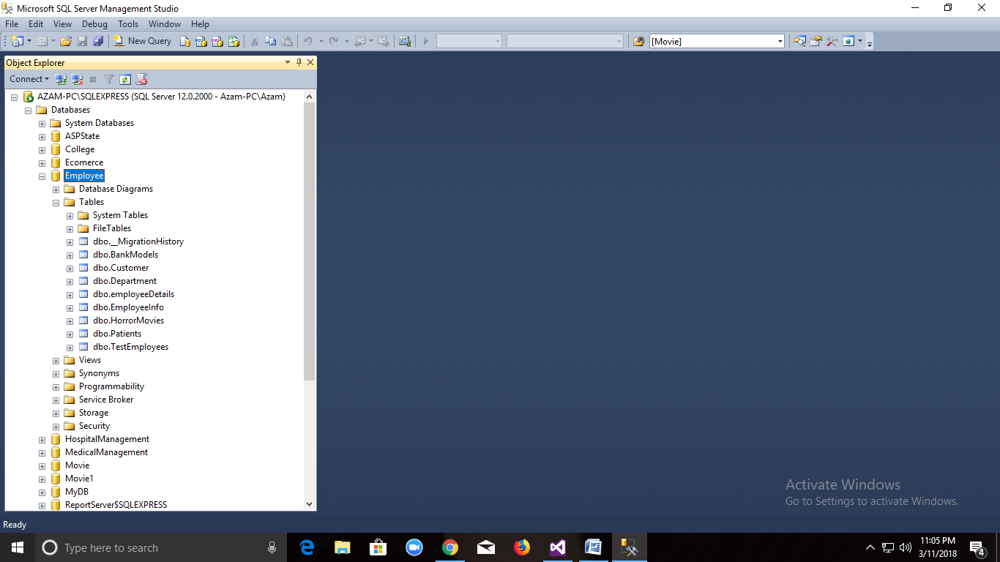 Microsoft SQL Server Management Studio
File Edit View Debug Tools Window Help
New Query [Movie]
Object Explorer
Connect
AZAM-PC\SQLEXPRESS (SQL Server 12.0.2000 - Azam-PC\Azam)
Databases
System Databases
ASPState
College
Ecomerce
Employee
Database Diagrams
Tables
System Tables
FileTables
dbo.__MigrationHistory
dbo.BankModels
dbo.Customer
dbo.Department
dbo.employeeDetails
dbo.EmployeeInfo
dbo.HorrorMovies
dbo.Patients
dbo.TestEmployees
Views
Synonyms
Programmability
Service Broker
Storage
Security
HospitalManagement
MedicalManagement
Movie
Movie1
MyDB
ReportServer$SQLEXPRESS
Activate Windows
Go to Settings to activate Windows.
Ready
Type here to search
11:05 PM
3/11/2018
4